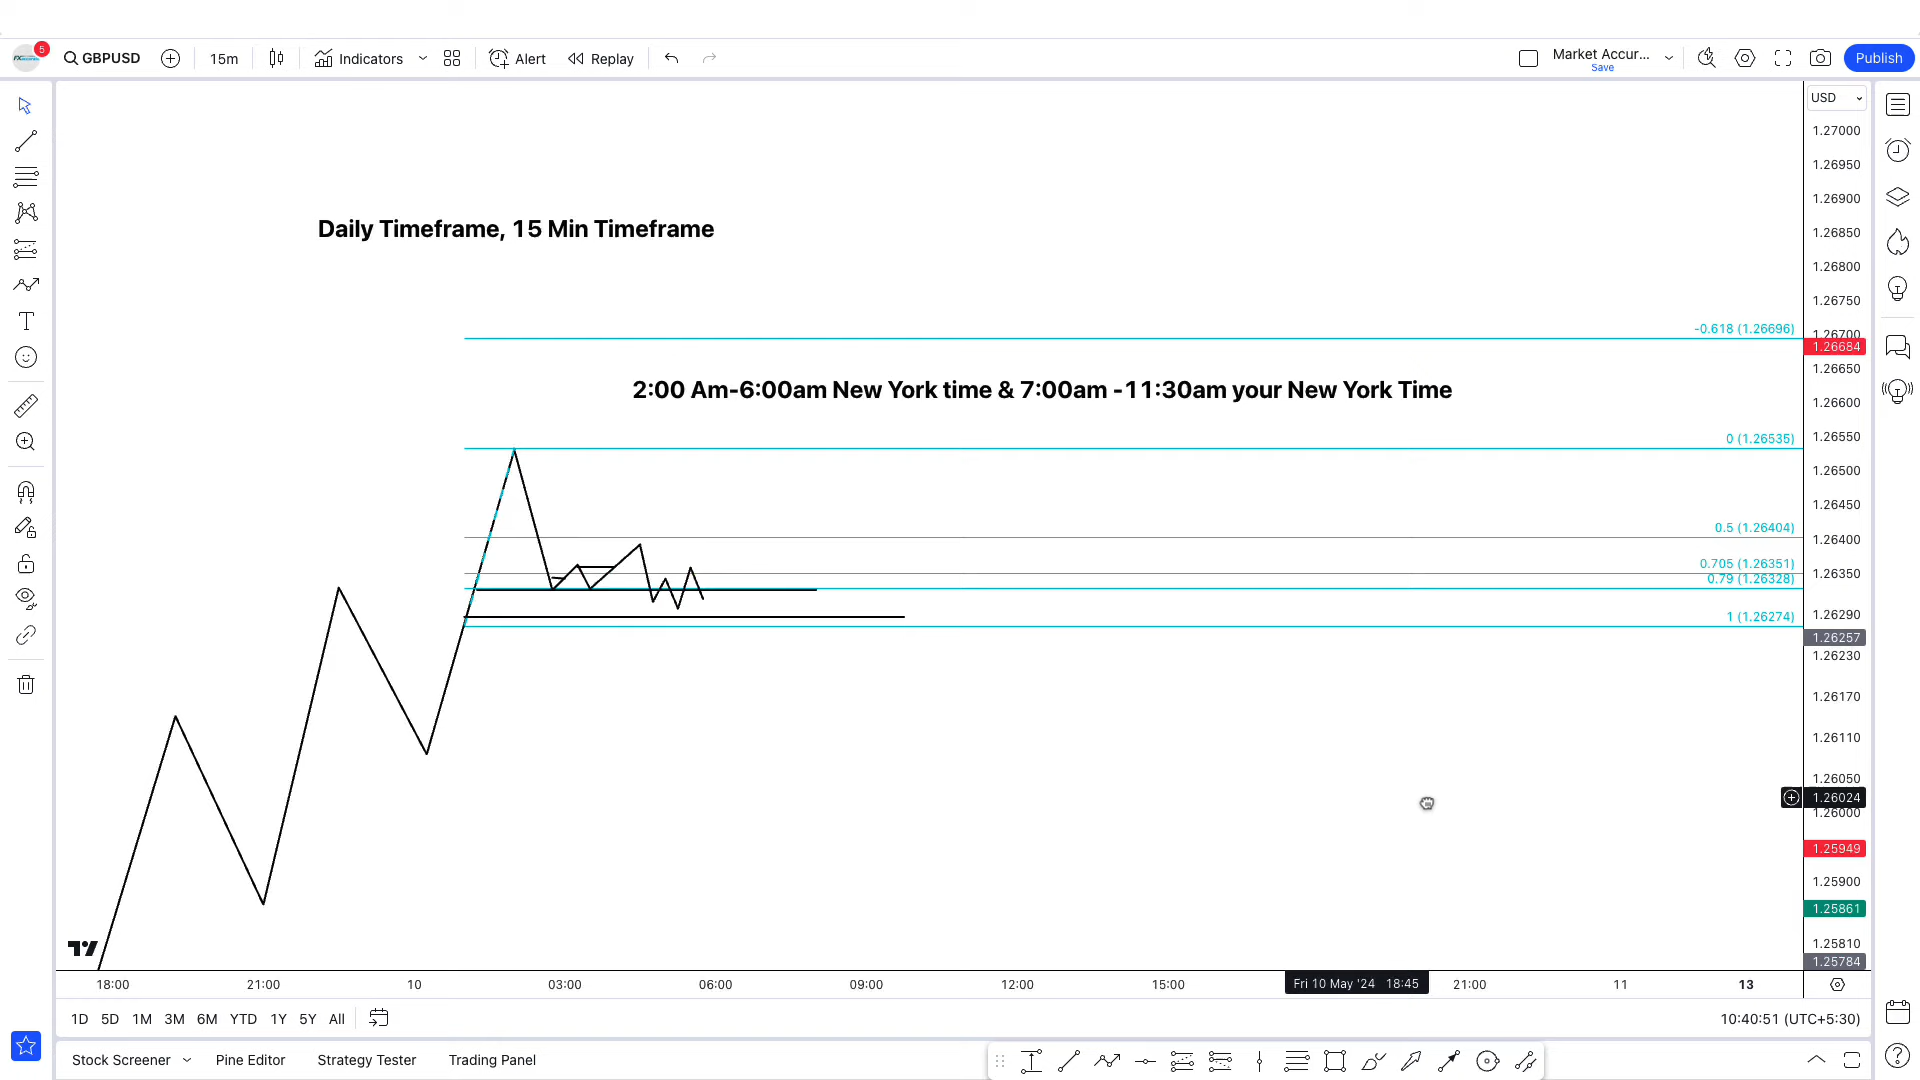 5
GBPUSD
15m
Indicators
Alert
Replay
Market Accur...
Save
Publish
USD
1.27000
1.26950
1.26900
Daily Timeframe, 15 Min Timeframe
1.26850
1.26800
1.26750
-0.618 (1.26696)
1.26700
1.26684
1.26650
2:00 Am-6:00am New York time & 7:00am -11:30am your New York Time
1.26600
0 (1.26535)
1.26550
1.26500
1.26450
0.5 (1.26404)
1.26400
0.705 (1.26351)
1.26350
0.79 (1.26328)
1 (1.26274)
1.26290
1.26257
1.26230
1.26170
1.26110
1.26050
1.26024
1.26000
1.25949
1.25900
1.25861
1.25810
1.25784
18:00 21:00 10 03:00 06:00 09:00 12:00 15:00 Fri 10 May '24 18:45 21:00 11 13
1D 5D 1M 3M 6M YTD 1Y 5Y All
10:40:51 (UTC+5:30)
Stock Screener
Pine Editor
Strategy Tester
Trading Panel